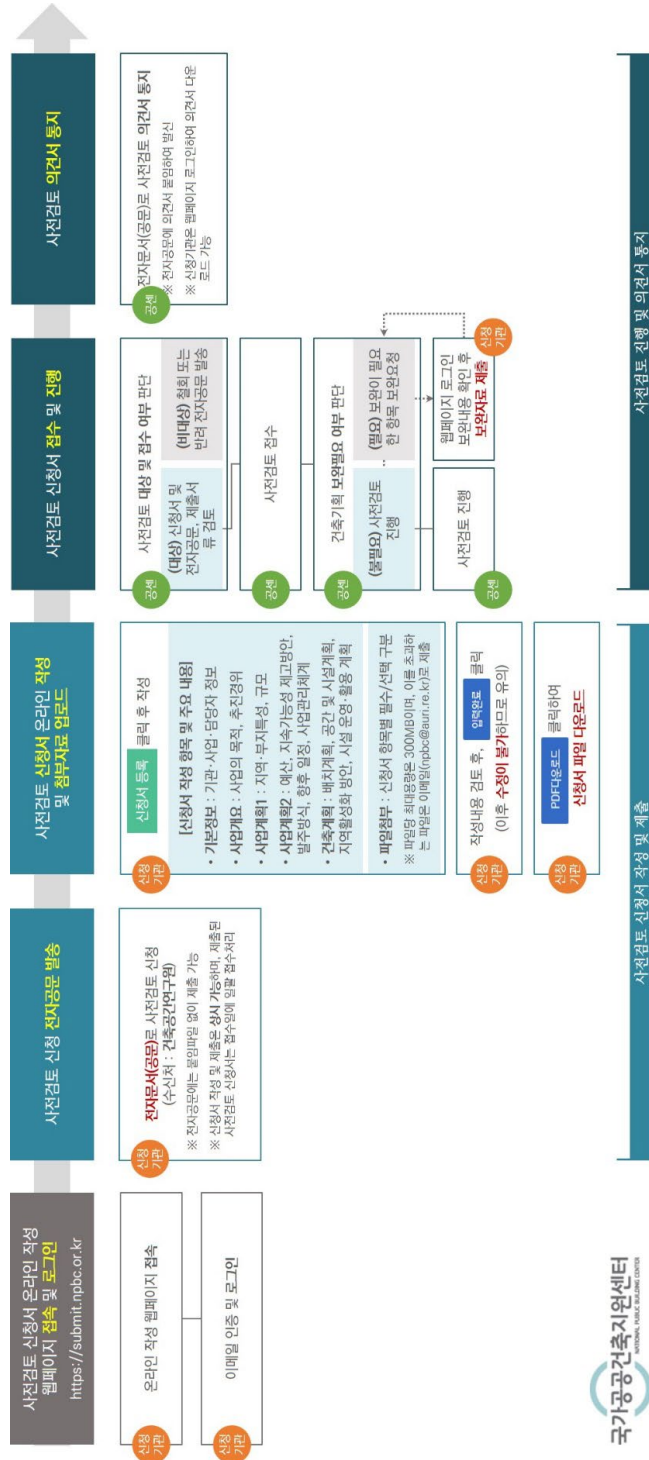 사전검토 신청서 온라인 작성
웹페이지 접속 및 로그인
https://submit.npbc.or.kr
신청
기관
온라인 작성 웹페이지 접속
신청
기관
이메일 인증 및 로그인
사전검토 신청 전자공문 발송
신청
기관
전자문서(공문)로 사전검토 신청
(수신처 : 건축공간연구원)
※ 전자공문에는 붙임파일 없이 제출 가능
※ 신청서 작성 및 제출은 상시 가능하며, 제출된
사전검토 신청서는 접수일에 일괄 접수처리
사전검토 신청서 온라인 작성
및 첨부자료 업로드
신청
기관
신청서 등록 클릭 후 작성
[신청서 작성 항목 및 주요 내용]
• 기본정보 : 기관·사업·담당자 정보
• 사업개요 : 사업의 목적, 추진경위
• 사업계획1 : 지역·부지특성, 규모
• 사업계획2 : 예산, 지속가능성 제고방안,
발주방식, 향후 일정, 사업관리체계
• 건축계획 : 배치계획, 공간 및 시설계획,
지역활성화 방안, 시설 운영·활용 계획
• 파일첨부 : 신청서 항목별 필수/선택 구분
※ 파일당 최대용량은 300MB이며, 이를 초과하
는 파일은 이메일(npbc@auri.re.kr)로 제출
신청
기관
작성내용 검토 후, 입력완료 클릭
(이후 수정이 불가하므로 유의)
신청
기관
PDF다운로드 클릭하여
신청서 파일 다운로드
사전검토 신청서 접수 및 진행
공센
사전검토 대상 및 접수 여부 판단
(대상) 신청서 및
전자공문, 제출서
류 검토
(비대상) 철회 또는
반려 전자공문 발송
공센
사전검토 접수
공센
건축기획 보완필요 여부 판단
(불필요) 사전검토
진행
(필요) 보완이 필요
한 항목 보완요청
공센
사전검토 진행
웹페이지 로그인
보완내용 확인 후
보완자료 제출
신청
기관
사전검토 의견서 통지
공센
전자문서(공문)로 사전검토 의견서 통지
※ 전자공문에 의견서 붙임하여 발신
※ 신청기관은 웹페이지 로그인하여 의견서 다운
로드 가능
사전검토 신청서 작성 및 제출
사전검토 진행 및 의견서 통지
국가공공건축지원센터
NATIONAL PUBLIC BUILDING CENTER